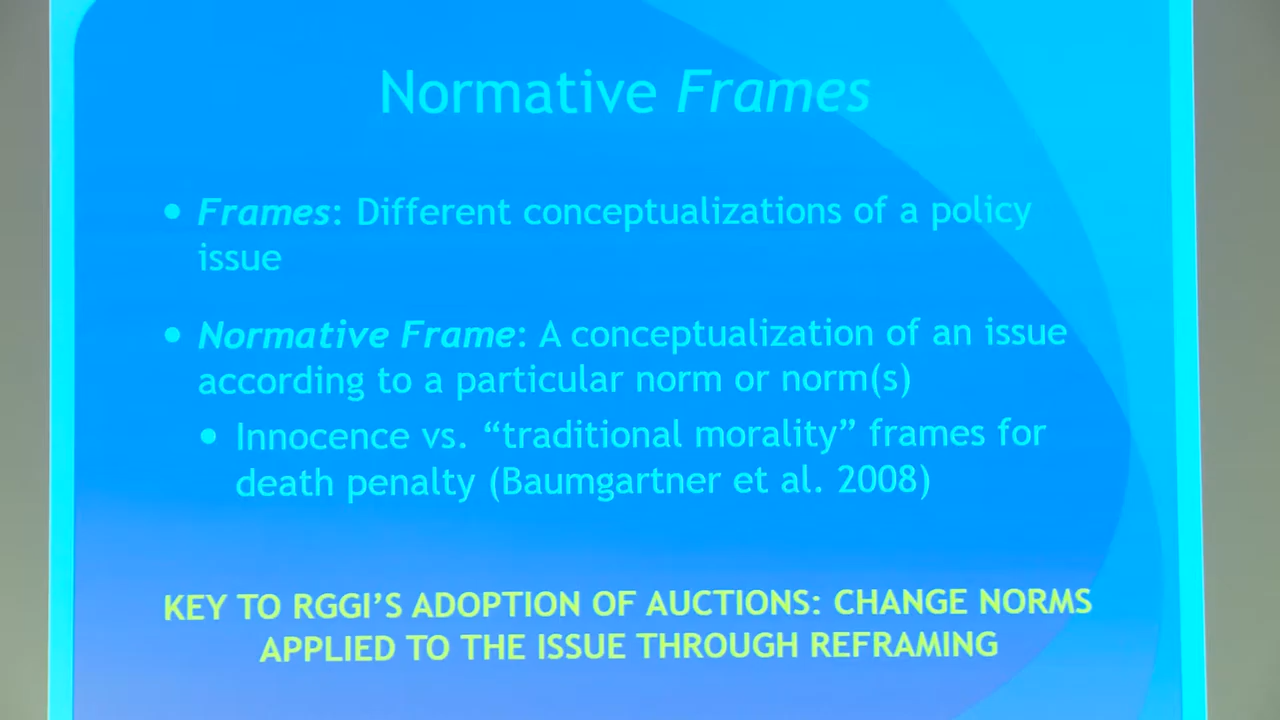 Normative Frames
• Frames: Different conceptualizations of a policy
issue
• Normative Frame: A conceptualization of an issue
according to a particular norm or norm(s)
• Innocence vs. “traditional morality” frames for
death penalty (Baumgartner et al. 2008)
KEY TO RGGI’S ADOPTION OF AUCTIONS: CHANGE NORMS
APPLIED TO THE ISSUE THROUGH REFRAMING